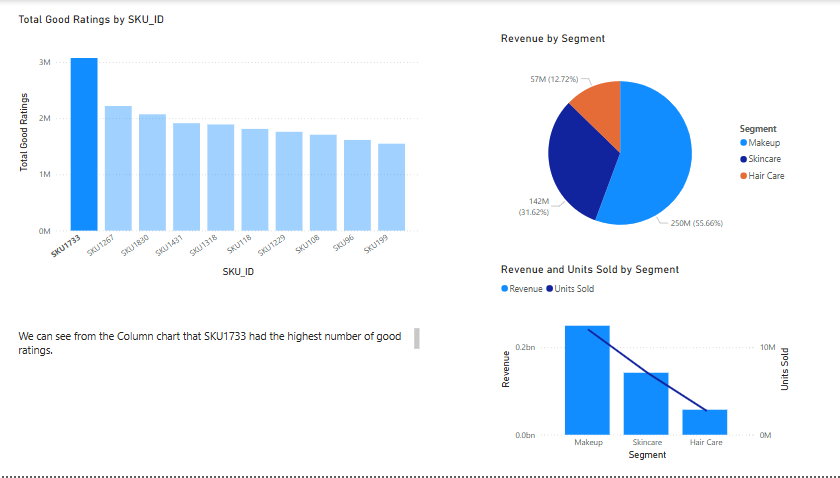 Total Good Ratings by SKU_ID
3M
2M
1M
0M
Total Good Ratings
SKU1733
SKU1267
SKU1830
SKU1431
SKU1318
SKU118
SKU1229
SKU108
SKU96
SKU199
SKU_ID
We can see from the Column chart that SKU1733 had the highest number of good
ratings.
Revenue by Segment
57M (12.72%)
142M
(31.62%)
250M (55.66%)
Segment
Makeup
Skincare
Hair Care
Revenue and Units Sold by Segment
Revenue Units Sold
0.2bn
0.0bn
Revenue
10M
0M
Units Sold
Makeup
Skincare
Hair Care
Segment